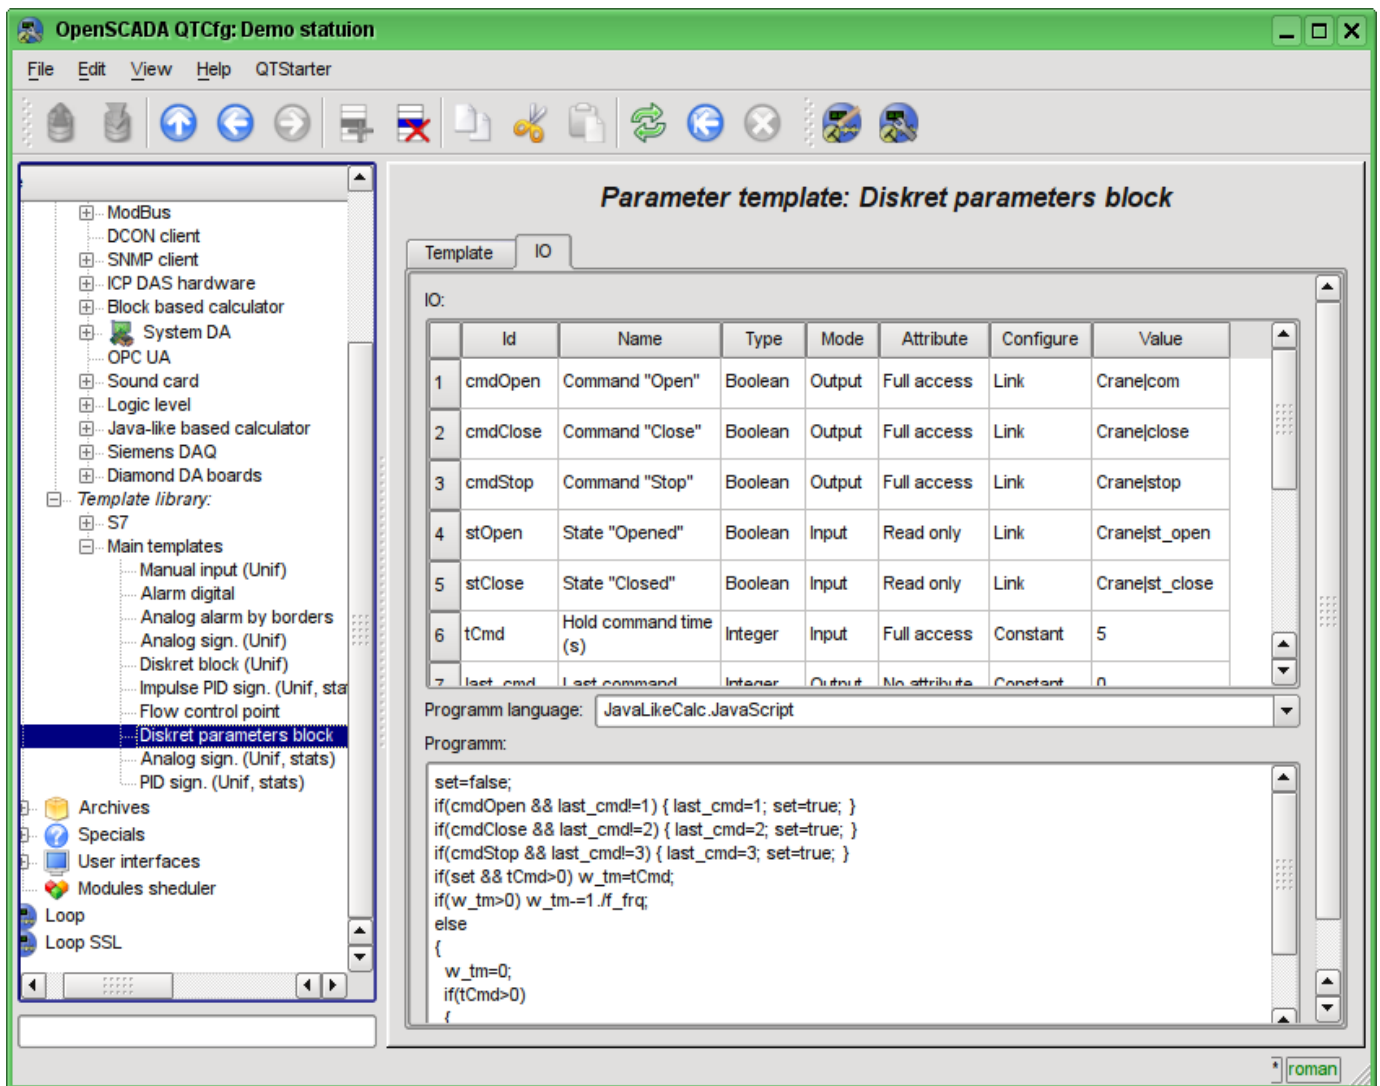 OpenSCADA QTCfg: Demo statuion
File Edit View Help QTStarter
ModBus
DCON client
SNMP client
ICP DAS hardware
Block based calculator
System DA
OPC UA
Sound card
Logic level
Java-like based calculator
Siemens DAQ
Diamond DA boards
Template library:
S7
Main templates
Manual input (Unif)
Alarm digital
Analog alarm by borders
Analog sign. (Unif)
Diskret block (Unif)
Impulse PID sign. (Unif, stat
Flow control point
Diskret parameters block
Analog sign. (Unif, stats)
PID sign. (Unif, stats)
Archives
Specials
User interfaces
Modules sheduler
Loop
Loop SSL
Parameter template: Diskret parameters block
Template IO
IO:
Id Name Type Mode Attribute Configure Value
1 cmdOpen Command "Open" Boolean Output Full access Link Crane|com
2 cmdClose Command "Close" Boolean Output Full access Link Crane|close
3 cmdStop Command "Stop" Boolean Output Full access Link Crane|stop
4 stOpen State "Opened" Boolean Input Read only Link Crane|st_open
5 stClose State "Closed" Boolean Input Read only Link Crane|st_close
6 tCmd Hold command time (s) Integer Input Full access Constant 5
7 last_cmd Last command Integer Output No attribute Constant 0
Programm language: JavaLikeCalc.JavaScript
Programm:
set=false;
if(cmdOpen && last_cmd!=1) { last_cmd=1; set=true; }
if(cmdClose && last_cmd!=2) { last_cmd=2; set=true; }
if(cmdStop && last_cmd!=3) { last_cmd=3; set=true; }
if(set && tCmd>0) w_tm=tCmd;
if(w_tm>0) w_tm-=1./f_frq;
else
{
w_tm=0;
if(tCmd>0)
{
* roman